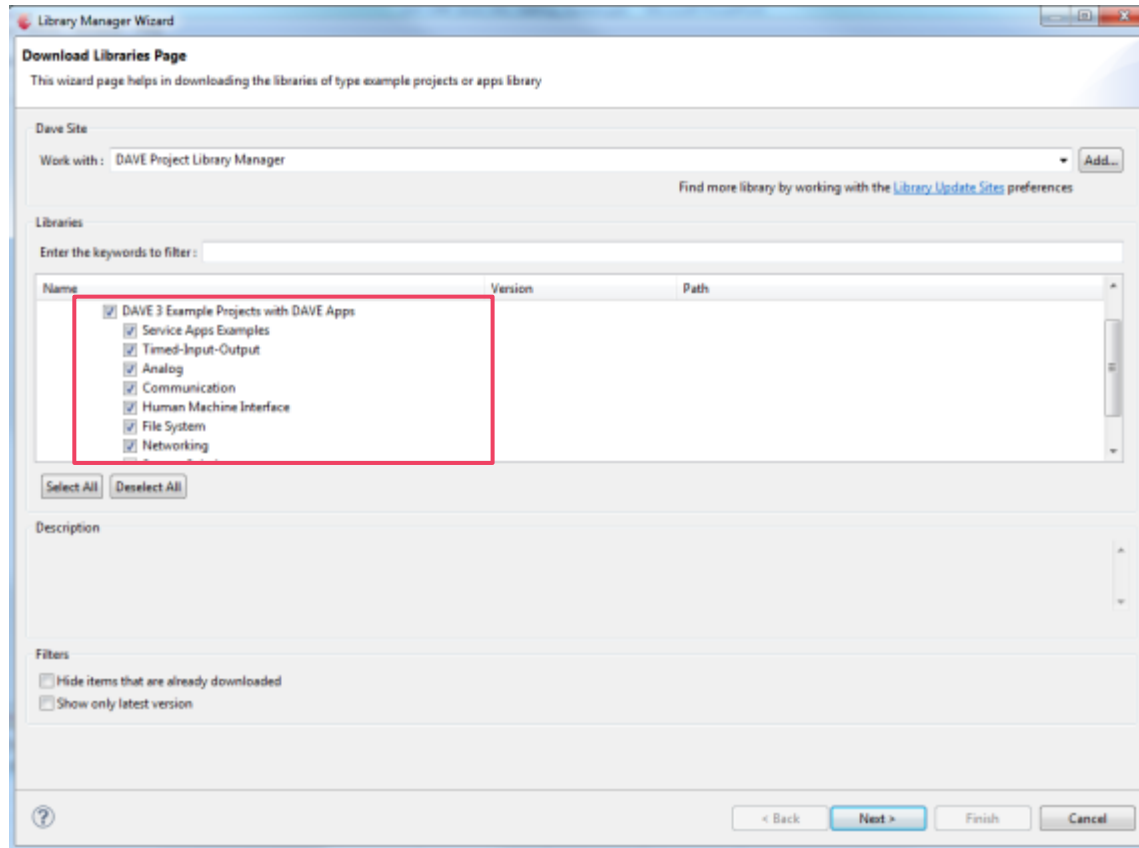 Library Manager Wizard
Download Libraries Page
This wizard page helps in downloading the libraries of type example projects or apps library
Dave Site
Work with : DAVE Project Library Manager Add...
Find more library by working with the Library Update Sites preferences
Libraries
Enter the keywords to filter :
Name Version Path
DAVE 3 Example Projects with DAVE Apps
Service Apps Examples
Timed-Input-Output
Analog
Communication
Human Machine Interface
File System
Networking
Select All Deselect All
Description
Filters
Hide items that are already downloaded
Show only latest version
? < Back Next > Finish Cancel